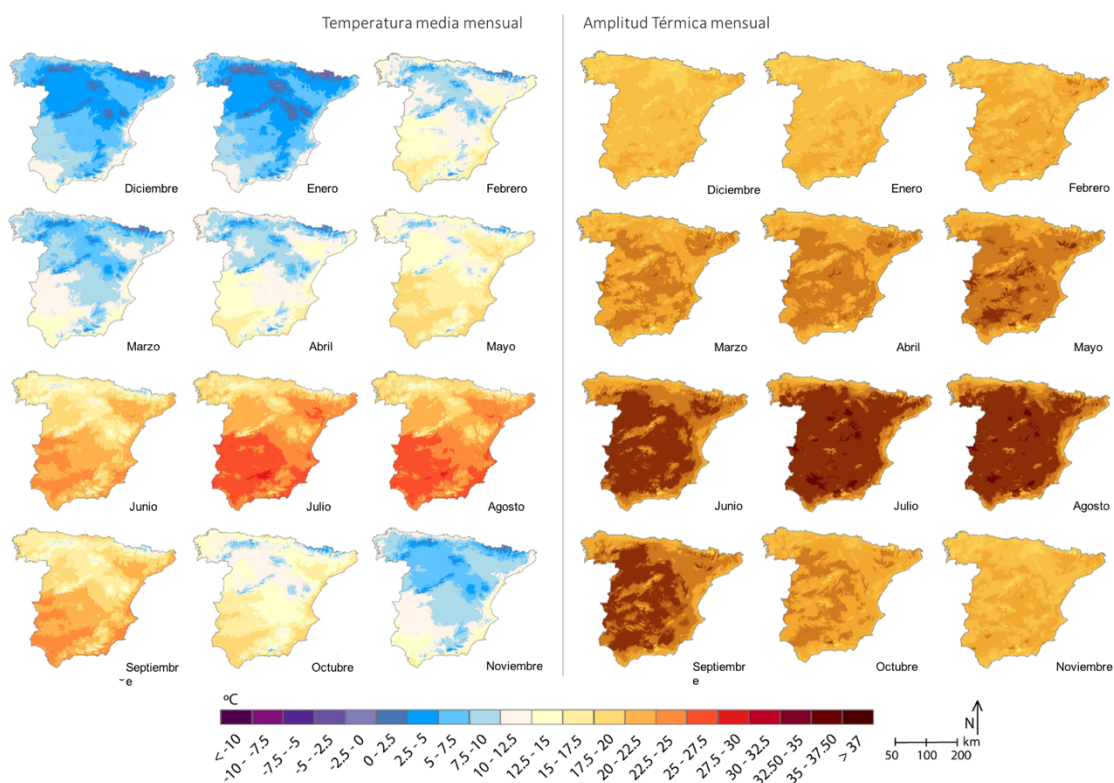 Temperatura media mensual
Amplitud Térmica mensual
Diciembre
Enero
Febrero
Diciembre
Enero
Febrero
Marzo
Abril
Mayo
Marzo
Abril
Mayo
Junio
Julio
Agosto
Junio
Julio
Agosto
Septiembr
e
Octubre
Noviembre
Septiembr
e
Octubre
Noviembre
ºC
< -10
-10 - -7.5
-7.5 - -5
-5 - -2.5
-2.5 - 0
0 - 2.5
2.5 - 5
5 - 7.5
7.5 - 10
10 - 12.5
12.5 - 15
15 - 17.5
17.5 - 20
20 - 22.5
22.5 - 25
25 - 27.5
27.5 - 30
30 - 32.5
32.50 - 35
35 - 37.50
> 37
N
km
50 100 200